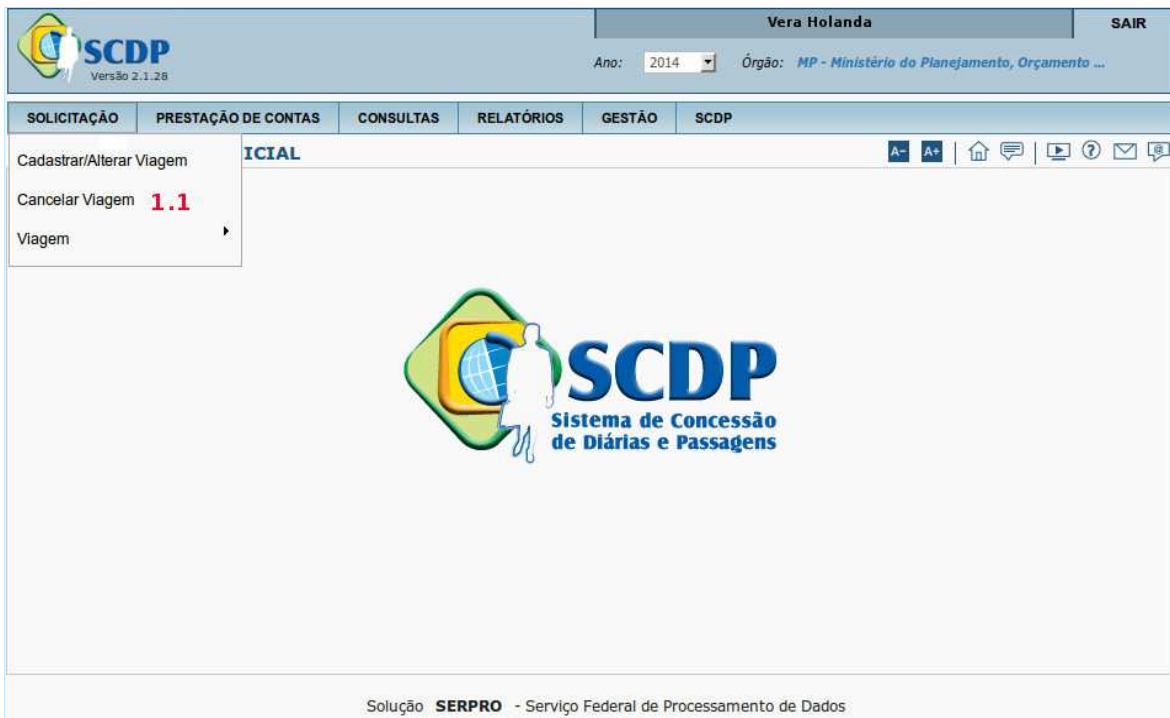 Vera Holanda SAIR
SCDP
Versão 2.1.28
Ano: 2014 Órgão: MP - Ministério do Planejamento, Orçamento ...
SOLICITAÇÃO PRESTAÇÃO DE CONTAS CONSULTAS RELATÓRIOS GESTÃO SCDP
ICIAL A- A+
Cadastrar/Alterar Viagem
Cancelar Viagem 1.1
Viagem
SCDP
Sistema de Concessão
de Diárias e Passagens
Solução SERPRO - Serviço Federal de Processamento de Dados